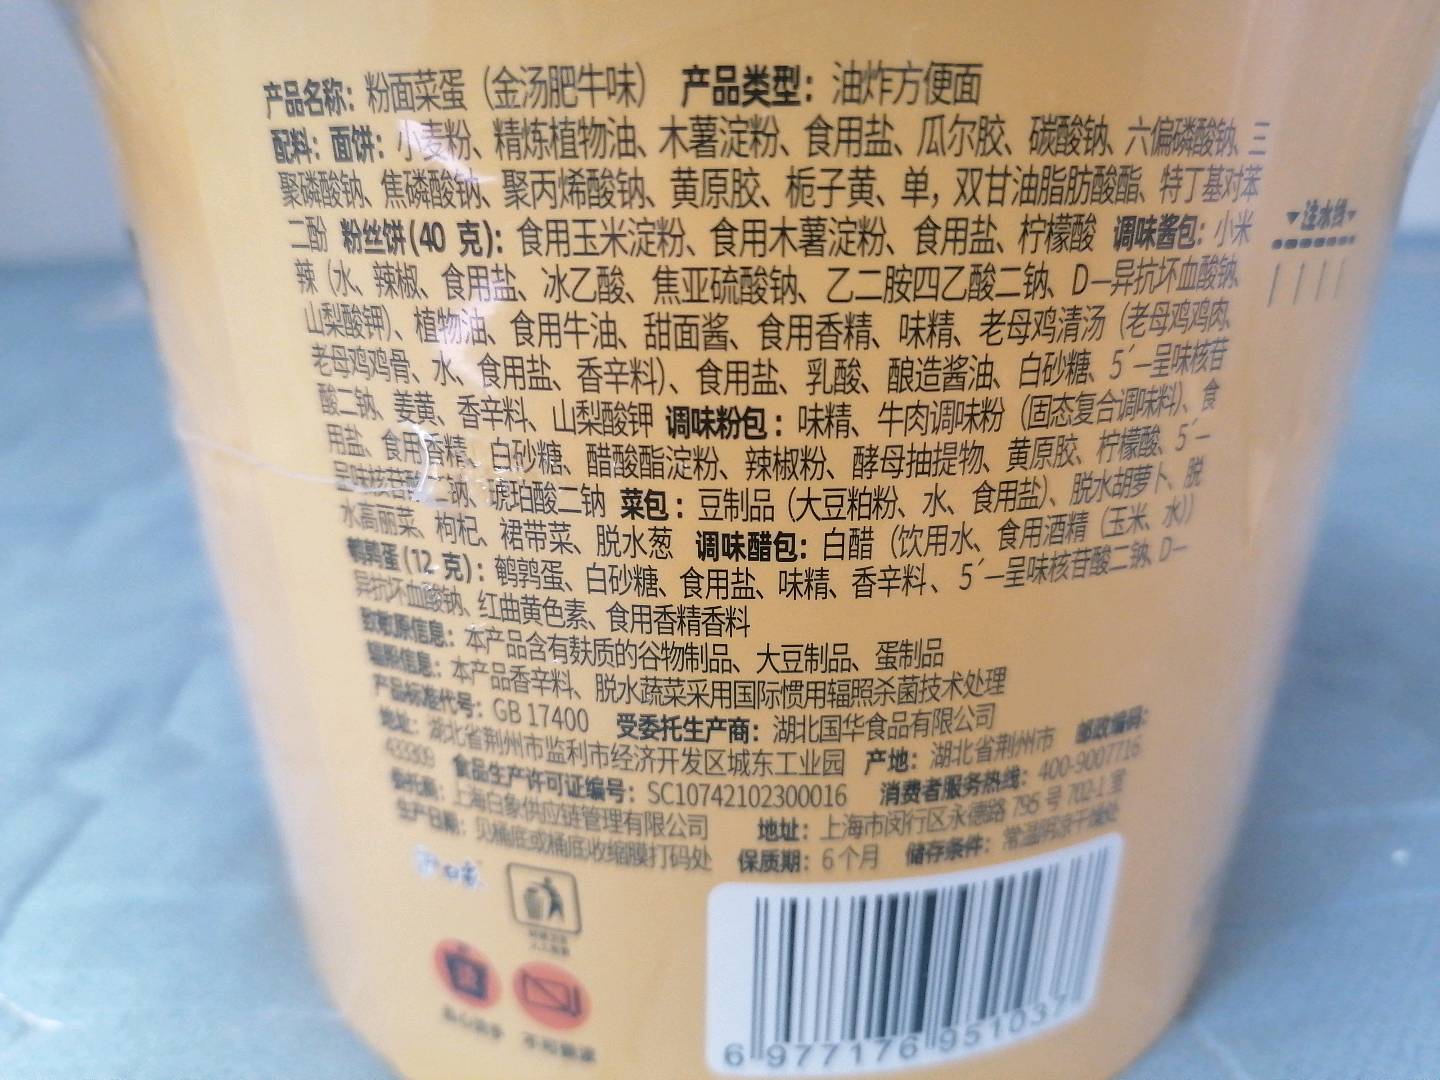 产品名称：粉面菜蛋（金汤肥牛味） 产品类型：油炸方便面
配料：面饼：小麦粉、精炼植物油、木薯淀粉、食用盐、瓜尔胶、碳酸钠、六偏磷酸钠、三
聚磷酸钠、焦磷酸钠、聚丙烯酸钠、黄原胶、栀子黄、单，双甘油脂肪酸酯、特丁基对苯
二酚 粉丝饼(40 克)：食用玉米淀粉、食用木薯淀粉、食用盐、柠檬酸 调味酱包：小米
辣（水、辣椒、食用盐、冰乙酸、焦亚硫酸钠、乙二胺四乙酸二钠、D—异抗坏血酸钠、
山梨酸钾）、植物油、食用牛油、甜面酱、食用香精、味精、老母鸡清汤（老母鸡鸡肉、
老母鸡鸡骨、水、食用盐、香辛料）、食用盐、乳酸、酿造酱油、白砂糖、5´—呈味核苷
酸二钠、姜黄、香辛料、山梨酸钾 调味粉包：味精、牛肉调味粉（固态复合调味料）、食
用盐、食用香精、白砂糖、醋酸酯淀粉、辣椒粉、酵母抽提物、黄原胶、柠檬酸、5´—
呈味核苷酸二钠、琥珀酸二钠 菜包：豆制品（大豆粕粉、水、食用盐）、脱水胡萝卜、脱
水高丽菜、枸杞、裙带菜、脱水葱 调味醋包：白醋（饮用水、食用酒精（玉米、水））
鹌鹑蛋(12 克)：鹌鹑蛋、白砂糖、食用盐、味精、香辛料、5´—呈味核苷酸二钠、D—
异抗坏血酸钠、红曲黄色素、食用香精香料
致敏原信息：本产品含有麸质的谷物制品、大豆制品、蛋制品
辐照信息：本产品香辛料、脱水蔬菜采用国际惯用辐照杀菌技术处理
产品标准代号：GB 17400 受委托生产商：湖北国华食品有限公司
地址：湖北省荆州市监利市经济开发区城东工业园 产地：湖北省荆州市 邮政编码：
食品生产许可证编号：SC10742102300016 消费者服务热线：400-9007716
委托商：上海白象供应链管理有限公司 地址：上海市闵行区永德路 795 号 702-1 室
生产日期：见桶底或桶底收缩膜打码处 保质期：6个月 储存条件：常温阴凉干燥处
▼注水线▼
6 977176 951037